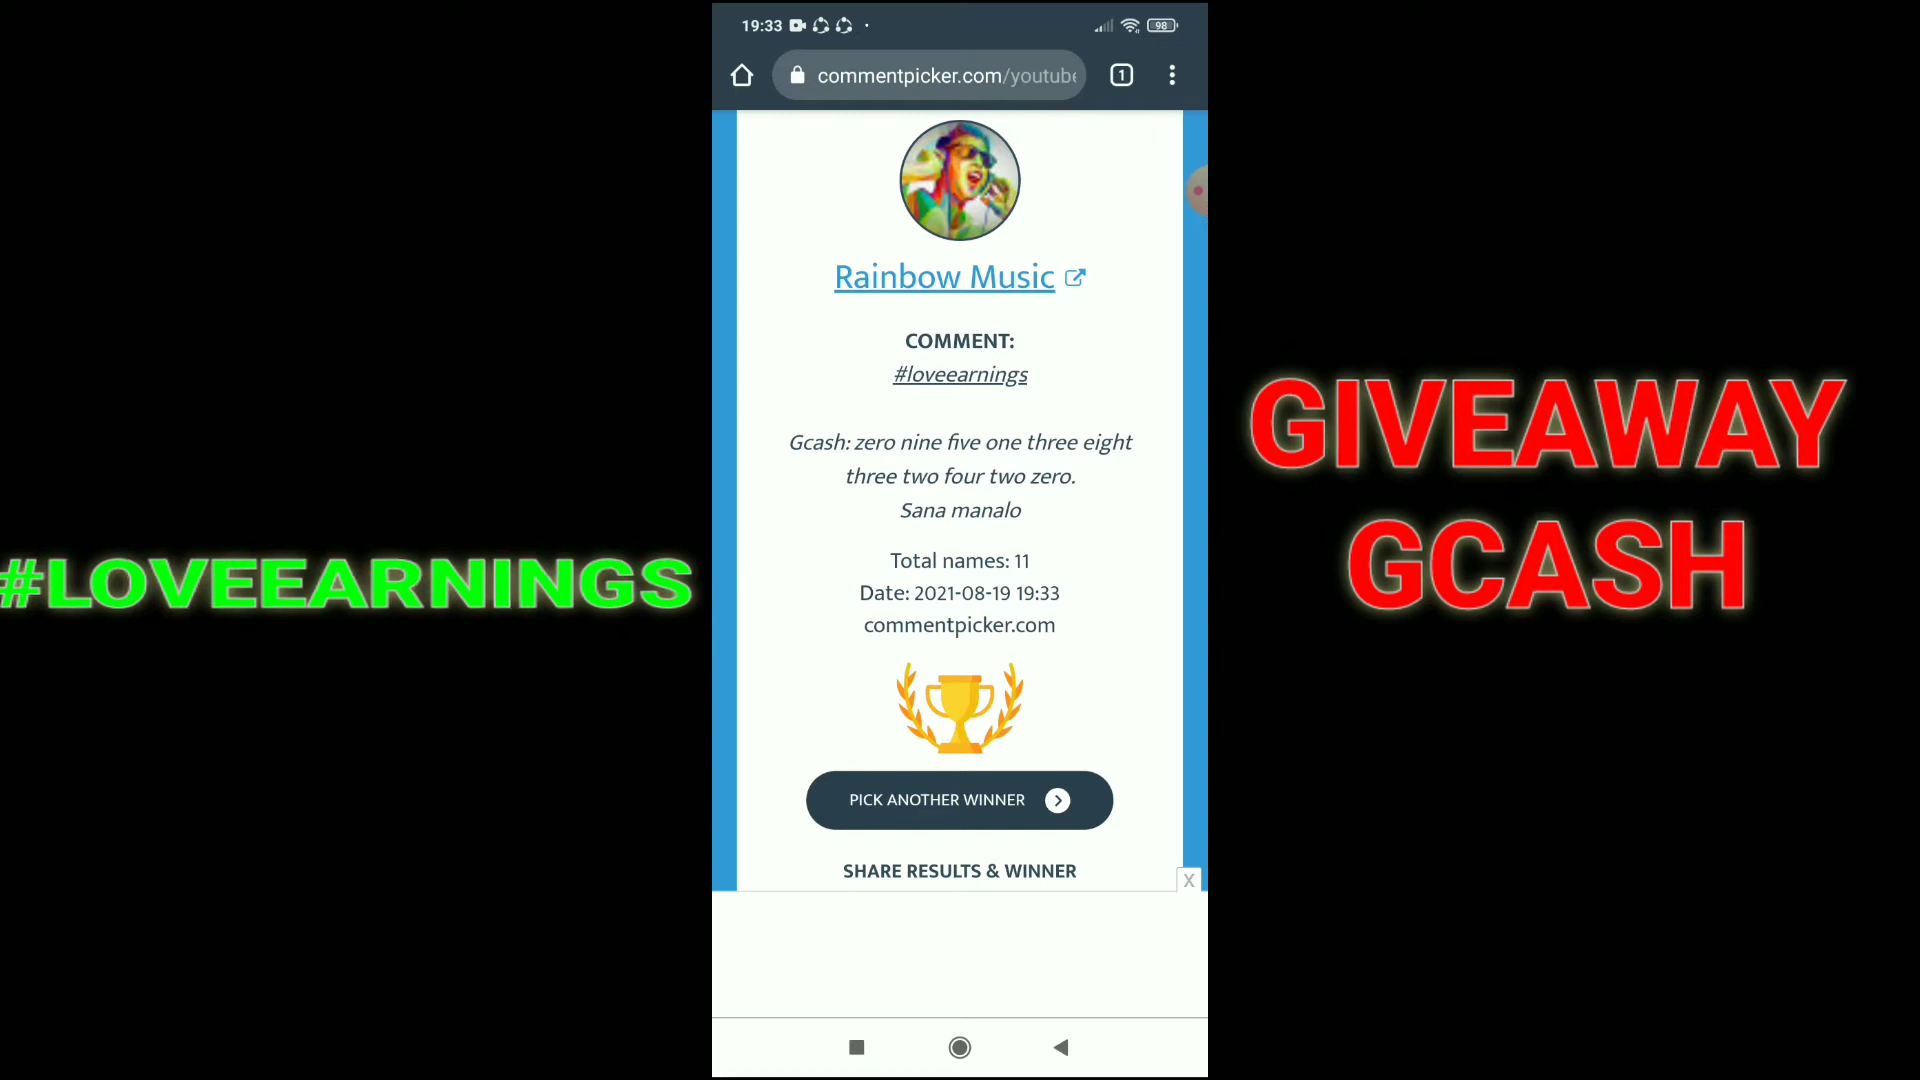 19:33
98
commentpicker.com/youtube
1
Rainbow Music
COMMENT:
#loveearnings
Gcash: zero nine five one three eight
three two four two zero.
Sana manalo
Total names: 11
Date: 2021-08-19 19:33
commentpicker.com
PICK ANOTHER WINNER
SHARE RESULTS & WINNER
X
#LOVEEARNINGS
GIVEAWAY
GCASH